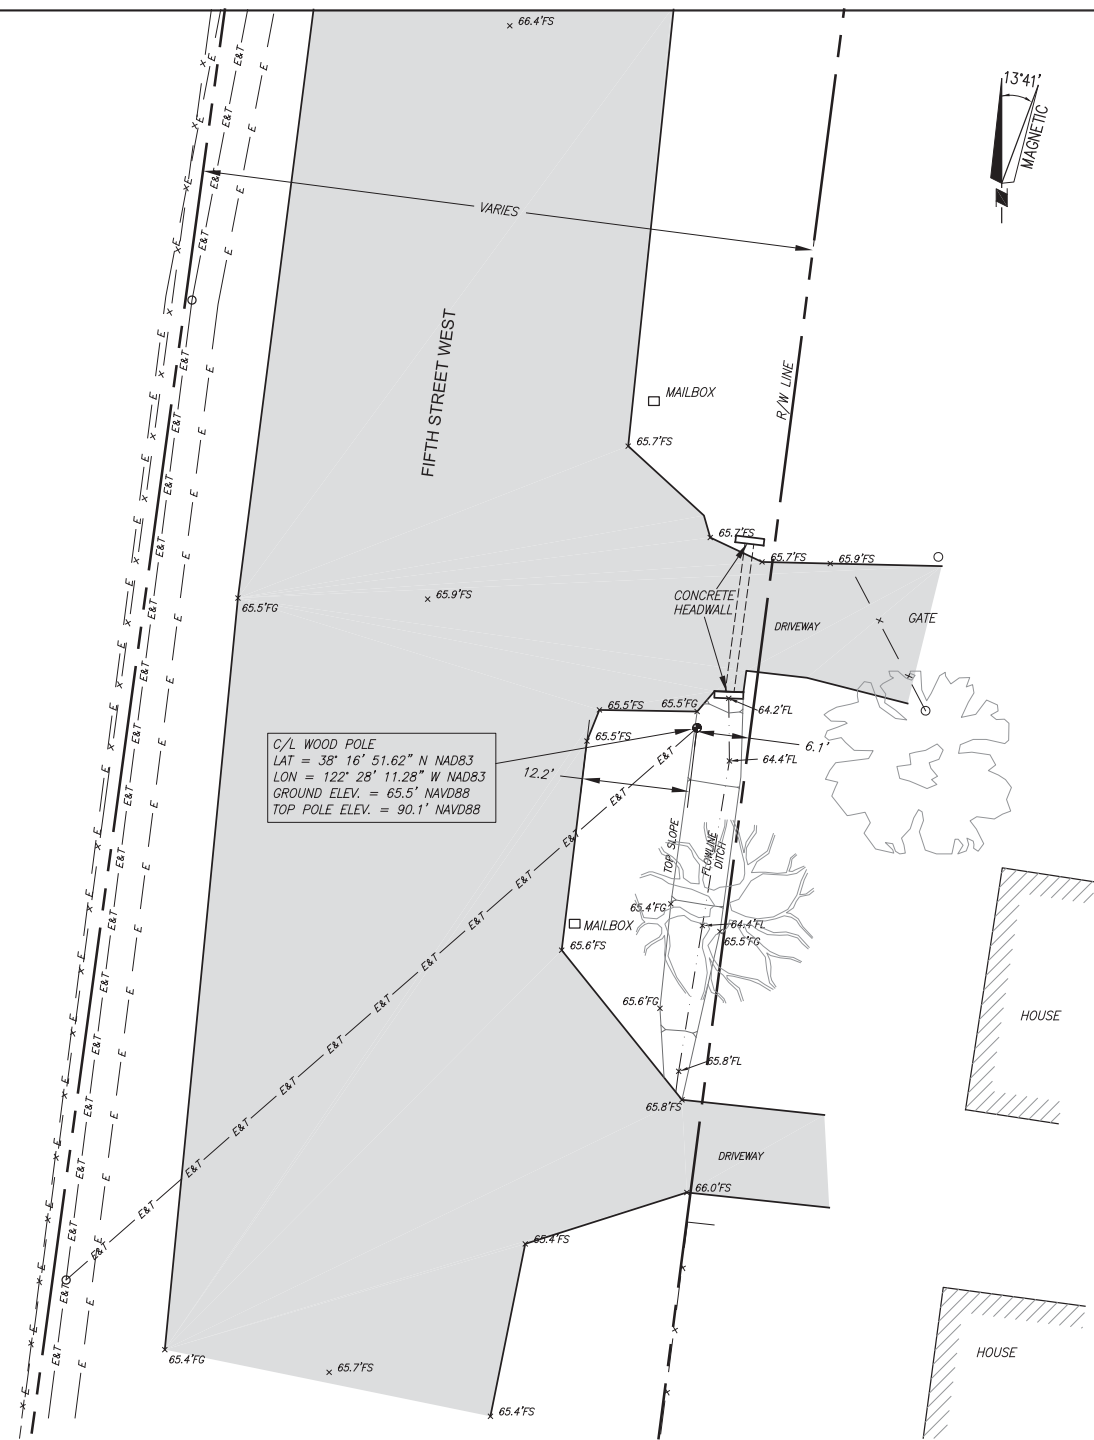 66.4'FS
13°41'
MAGNETIC
VARIES
FIFTH STREET WEST
R/W LINE
MAILBOX
65.7'FS
65.7'FS
65.7'FS
65.9'FS
CONCRETE
HEADWALL
DRIVEWAY
GATE
65.5'FG
65.9'FS
65.5'FS
65.5'FG
64.2'FL
65.5'FS
6.1'
64.4'FL
C/L WOOD POLE
LAT = 38° 16' 51.62" N NAD83
LON = 122° 28' 11.28" W NAD83
GROUND ELEV. = 65.5' NAVD88
TOP POLE ELEV. = 90.1' NAVD88
12.2'
TOP SLOPE
FLOWLINE
DITCH
65.4'FG
64.4'FL
65.5'FG
MAILBOX
65.6'FS
65.6'FG
HOUSE
65.8'FL
65.8'FS
DRIVEWAY
66.0'FS
65.4'FS
HOUSE
65.4'FG
65.7'FS
65.4'FS
E&T
E&T
E&T
E&T
E&T
E&T
E&T
E&T
E&T
E&T
E&T
E&T
E
E
E
E
E
E